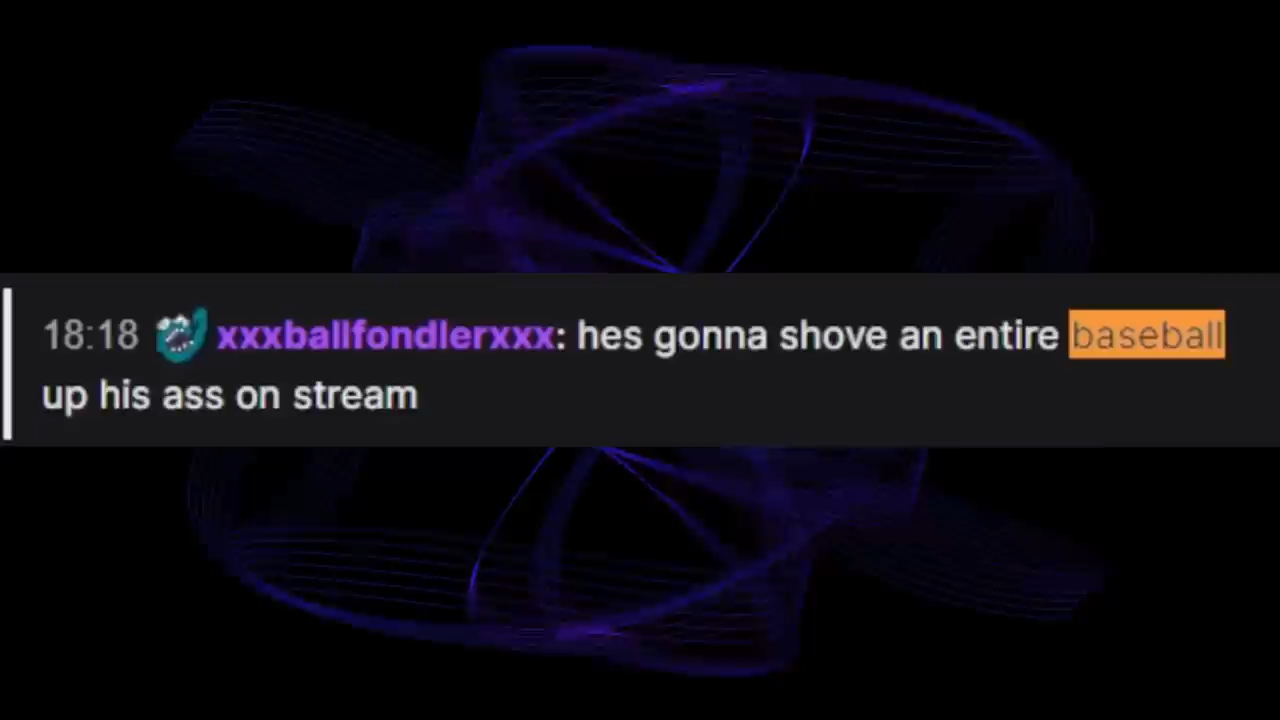 18:18 xxxballfondlerxxx: hes gonna shove an entire baseball
up his ass on stream